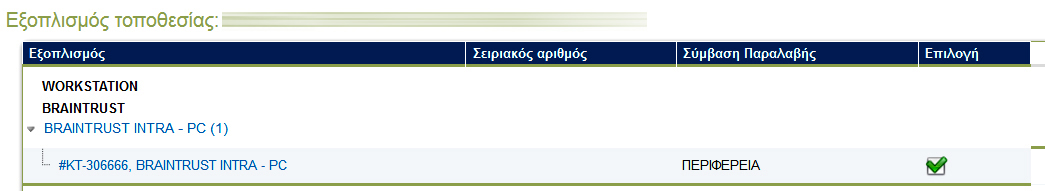 Εξοπλισμός τοποθεσίας:
Εξοπλισμός Σειριακός αριθμός Σύμβαση Παραλαβής Επιλογή
WORKSTATION
BRAINTRUST
BRAINTRUST INTRA - PC (1)
#KT-306666, BRAINTRUST INTRA - PC ΠΕΡΙΦΕΡΕΙΑ